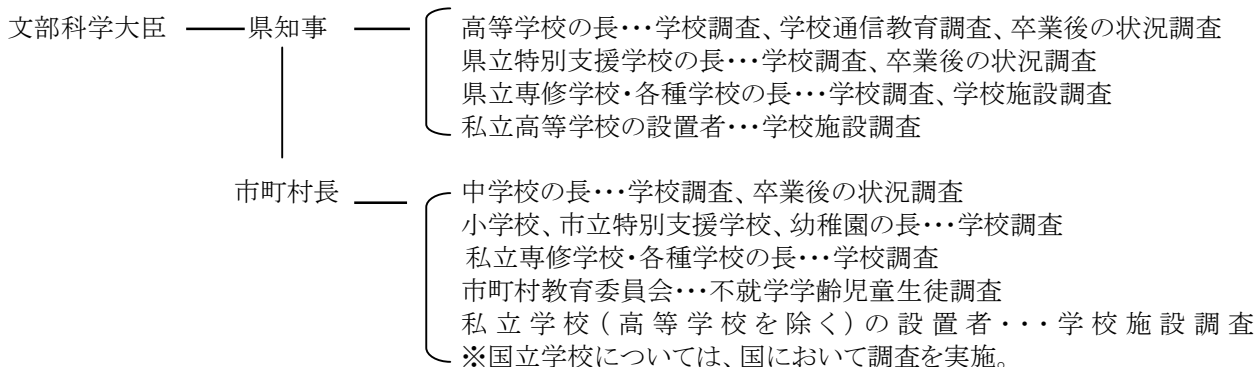 文部科学大臣 県知事 高等学校の長・・・学校調査、学校通信教育調査、卒業後の状況調査
県立特別支援学校の長・・・学校調査、卒業後の状況調査
県立専修学校・各種学校の長・・・学校調査、学校施設調査
私立高等学校の設置者・・・学校施設調査
市町村長 中学校の長・・・学校調査、卒業後の状況調査
小学校、市立特別支援学校、幼稚園の長・・・学校調査
私立専修学校・各種学校の長・・・学校調査
市町村教育委員会・・・不就学学齢児童生徒調査
私立学校(高等学校を除く)の設置者・・・学校施設調査
※国立学校については、国において調査を実施。